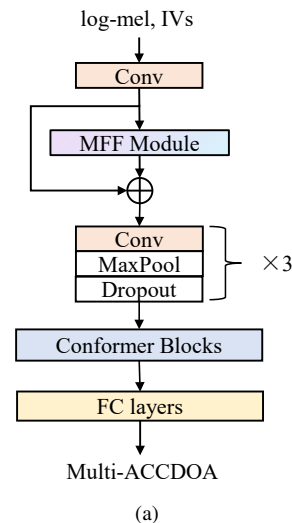 log-mel, IVs
Conv
MFF Module
Conv
MaxPool
×3
Dropout
Conformer Blocks
FC layers
Multi-ACCDOA
(a)